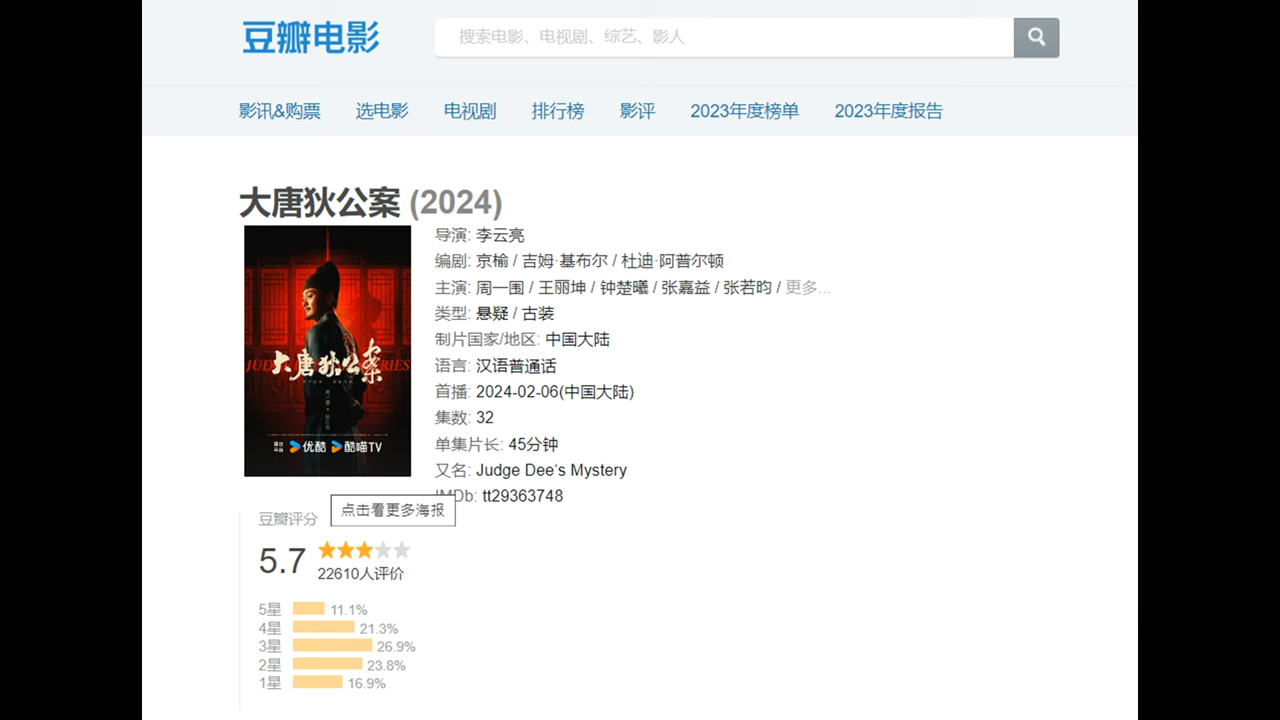 豆瓣电影
搜索电影、电视剧、综艺、影人
影讯&购票 选电影 电视剧 排行榜 影评 2023年度榜单 2023年度报告
大唐狄公案 (2024)
导演: 李云亮
编剧: 京榆 / 吉姆·基布尔 / 杜迪·阿普尔顿
主演: 周一围 / 王丽坤 / 钟楚曦 / 张嘉益 / 张若昀 / 更多...
类型: 悬疑 / 古装
制片国家/地区: 中国大陆
语言: 汉语普通话
首播: 2024-02-06(中国大陆)
集数: 32
单集片长: 45分钟
又名: Judge Dee's Mystery
IMDb: tt29363748
大唐狄公案
优酷 酷喵TV
点击看更多海报
豆瓣评分
5.7
22610人评价
5星 11.1%
4星 21.3%
3星 26.9%
2星 23.8%
1星 16.9%